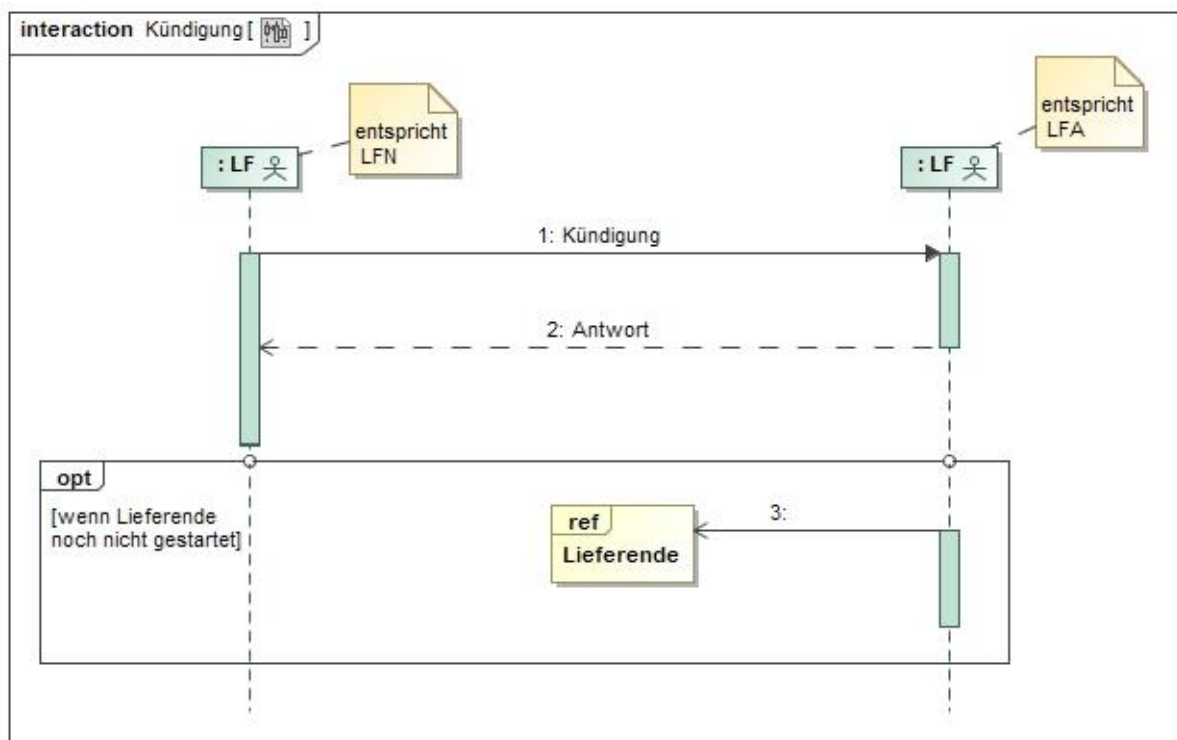 interaction Kündigung [ ]
entspricht
LFN
entspricht
LFA
: LF
: LF
1: Kündigung
2: Antwort
opt
[wenn Lieferende
noch nicht gestartet]
ref
Lieferende
3: